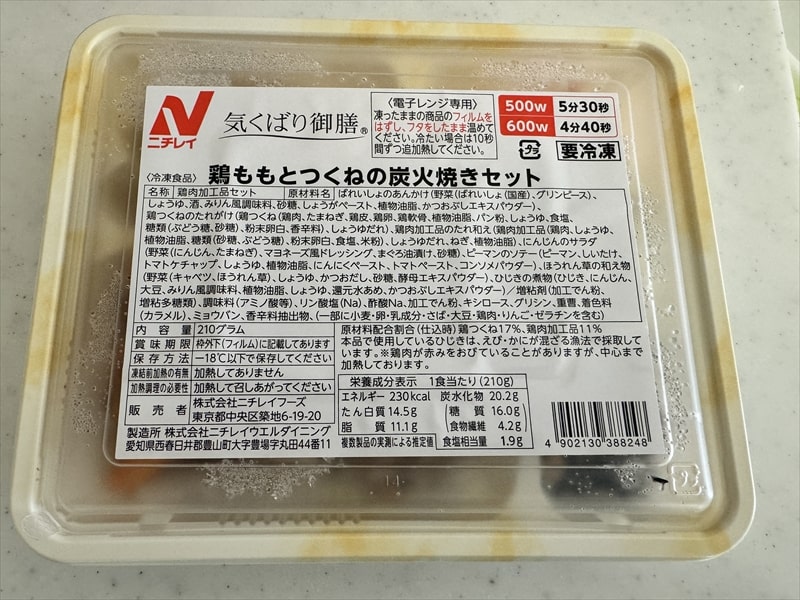 ニチレイ
気くばり御膳®
〈電子レンジ専用〉
凍ったままの商品のフィルムを
はずし、フタをしたまま温めて
ください。冷たい場合は10秒
間ずつ追加熱してください。
500W 5分30秒
600W 4分40秒
要冷凍
〈冷凍食品〉 鶏ももとつくねの炭火焼きセット
名称 鶏肉加工品セット 原材料名 ばれいしょのあんかけ(野菜(ばれいしょ(国産)、グリンピース)、
しょうゆ、酒、みりん風調味料、砂糖、しょうがペースト、植物油脂、かつおぶしエキスパウダー)、
鶏つくねのたれがけ(鶏つくね(鶏肉、たまねぎ、鶏皮、鶏卵、鶏軟骨、植物油脂、パン粉、しょうゆ、食塩、
糖類(ぶどう糖、砂糖)、粉末卵白、香辛料)、しょうゆだれ)、鶏肉加工品のたれ和え(鶏肉加工品(鶏肉、しょうゆ、
植物油脂、糖類(砂糖、ぶどう糖)、粉末卵白、食塩、米粉)、しょうゆだれ、ねぎ、植物油脂)、にんじんのサラダ
(野菜(にんじん、たまねぎ)、マヨネーズ風ドレッシング、まぐろ油漬け、砂糖)、ピーマンのソテー(ピーマン、しいたけ、
トマトケチャップ、しょうゆ、植物油脂、にんにくペースト、トマトペースト、コンソメパウダー)、ほうれん草の和え物
(野菜(キャベツ、ほうれん草)、しょうゆ、かつおだし、砂糖、酵母エキスパウダー)、ひじきの煮物(ひじき、にんじん、
大豆、みりん風調味料、植物油脂、しょうゆ、還元水あめ、かつおぶしエキスパウダー)/増粘剤(加工でん粉、
増粘多糖類)、調味料(アミノ酸等)、リン酸塩(Na)、酢酸Na、加工でん粉、キシロース、グリシン、重曹、着色料
(カラメル)、ミョウバン、香辛料抽出物、(一部に小麦・卵・乳成分・さば・大豆・鶏肉・りんご・ゼラチンを含む)
内容量 210グラム
賞味期限 枠外下(フィルム)に記載してあります
保存方法 −18℃以下で保存してください
凍結前加熱の有無 加熱してありません
加熱調理の必要性 加熱して召しあがってください
販売者 株式会社ニチレイフーズ
東京都中央区築地6-19-20
製造所 株式会社ニチレイウエルダイニング
愛知県西春日井郡豊山町大字豊場字丸田44番11
原材料配合割合(仕込時)鶏つくね17%、鶏肉加工品11%
本品で使用しているひじきは、えび・かにが混ざる漁法で採取して
います。※鶏肉が赤みをおびていることがありますが、中心まで
加熱しております。
栄養成分表示 1食当たり(210g)
エネルギー 230kcal 炭水化物 20.2g
たん白質 14.5g 糖質 16.0g
脂質 11.1g 食物繊維 4.2g
複数製品の実測による推定値 食塩相当量 1.9g
4 902130 388248